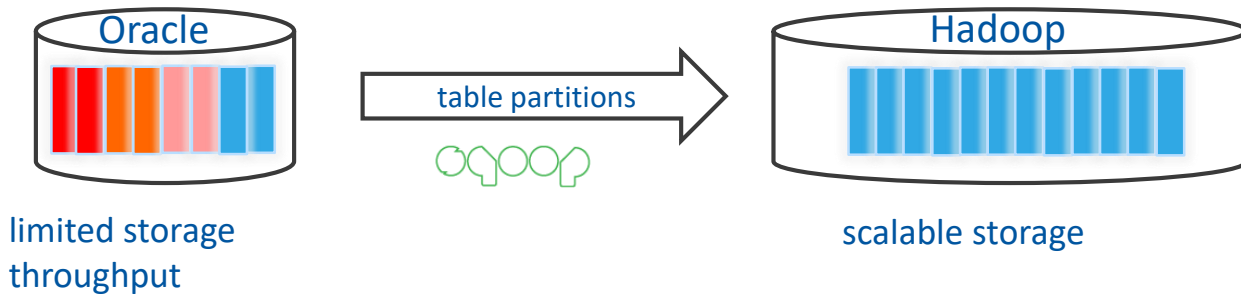 Oracle
Hadoop
table partitions
sqoop
limited storage
throughput
scalable storage